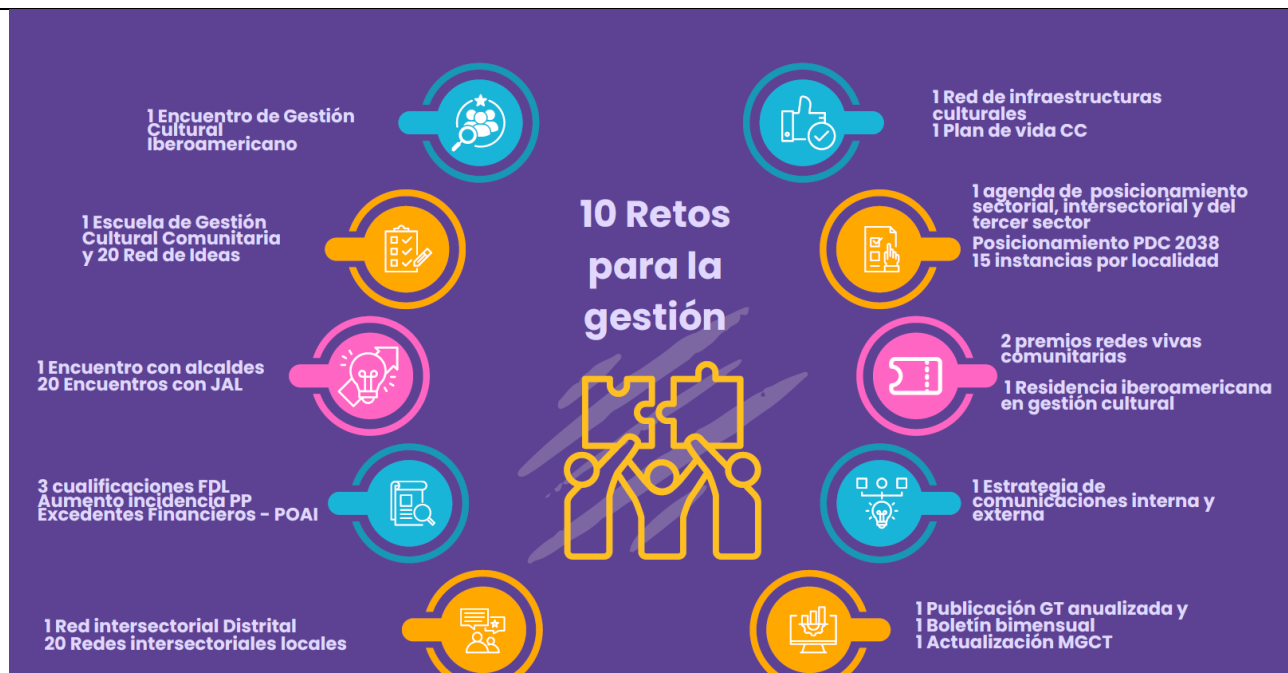 1 Encuentro de Gestión
Cultural
Iberoamericano
1 Escuela de Gestión
Cultural Comunitaria
y 20 Red de Ideas
1 Encuentro con alcaldes
20 Encuentros con JAL
3 cualificaciones FDL
Aumento incidencia PP
Excedentes Financieros - POAI
1 Red intersectorial Distrital
20 Redes intersectoriales locales
10 Retos
para la
gestión
1 Red de infraestructuras
culturales
1 Plan de vida CC
1 agenda de posicionamiento
sectorial, intersectorial y del
tercer sector
Posicionamiento PDC 2038
15 instancias por localidad
2 premios redes vivas
comunitarias
1 Residencia iberoamericana
en gestión cultural
1 Estrategia de
comunicaciones interna y
externa
1 Publicación GT anualizada y
1 Boletín bimensual
1 Actualización MGCT